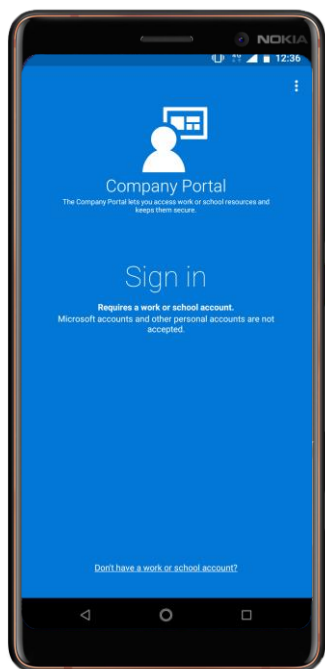 NOKIA
12:36
Company Portal
The Company Portal lets you access work or school resources and
keeps them secure.
Sign in
Requires a work or school account.
Microsoft accounts and other personal accounts are not
accepted.
Don't have a work or school account?